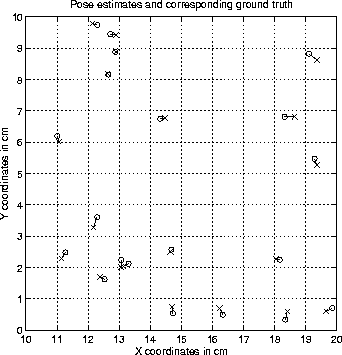 Pose estimates and corresponding ground truth
10
9
8
7
6
5
4
3
2
1
0
Y coordinates in cm
10 11 12 13 14 15 16 17 18 19 20
X coordinates in cm